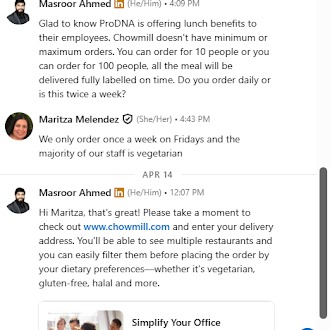 Masroor Ahmed in (He/Him) • 4:09 PM
Glad to know ProDNA is offering lunch benefits to
their employees. Chowmill doesn't have minimum or
maximum orders. You can order for 10 people or you
can order for 100 people, all the meal will be
delivered fully labelled on time. Do you order daily or
is this twice a week?
Maritza Melendez (She/Her) • 4:43 PM
We only order once a week on Fridays and the
majority of our staff is vegetarian
APR 14
Masroor Ahmed in (He/Him) • 12:07 PM
Hi Maritza, that's great! Please take a moment to
check out www.chowmill.com and enter your delivery
address. You'll be able to see multiple restaurants and
you can easily filter them before placing the order by
your dietary preferences—whether it's vegetarian,
gluten-free, halal and more.
Simplify Your Office